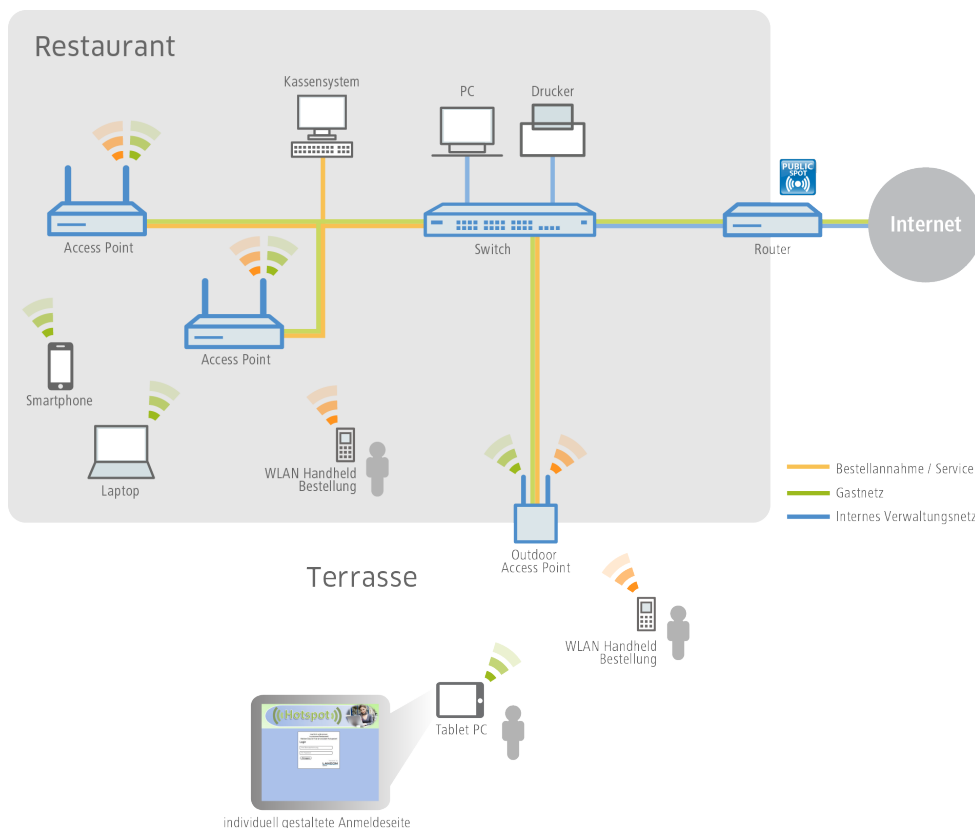 Restaurant
Kassensystem
PC
Drucker
PUBLIC
SPOT
Access Point
Switch
Router
Internet
Access Point
Smartphone
Laptop
WLAN Handheld
Bestellung
Bestellannahme / Service
Gastnetz
Internes Verwaltungsnetz
Outdoor
Access Point
Terrasse
WLAN Handheld
Bestellung
Hotspot
Tablet PC
individuell gestaltete Anmeldeseite